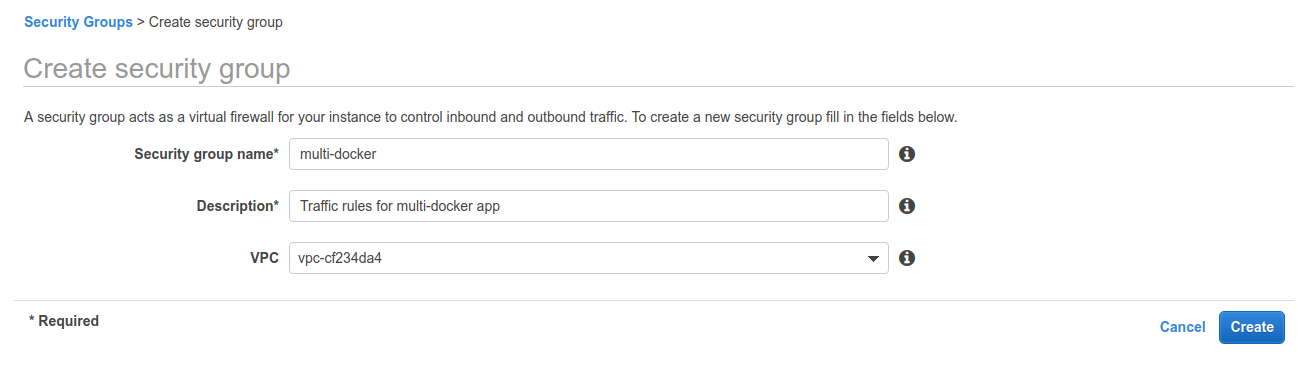 Security Groups > Create security group
Create security group
A security group acts as a virtual firewall for your instance to control inbound and outbound traffic. To create a new security group fill in the fields below.
Security group name* multi-docker
Description* Traffic rules for multi-docker app
VPC vpc-cf234da4
* Required
Cancel Create